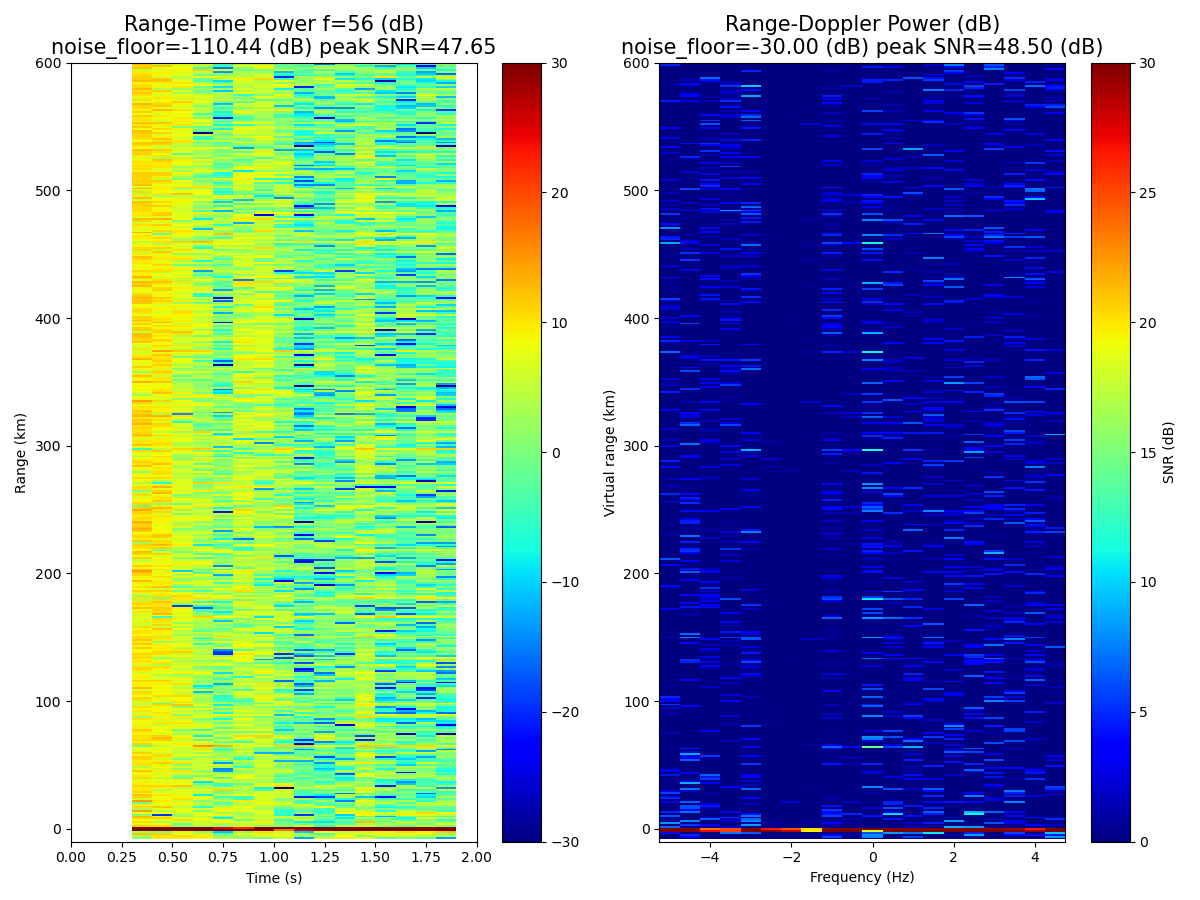 Range-Time Power f=56 (dB)
noise_floor=-110.44 (dB) peak SNR=47.65
600
500
400
300
200
100
0
Range (km)
0.00 0.25 0.50 0.75 1.00 1.25 1.50 1.75 2.00
Time (s)
30
20
10
0
−10
−20
−30
Range-Doppler Power (dB)
noise_floor=-30.00 (dB) peak SNR=48.50 (dB)
600
500
400
300
200
100
0
Virtual range (km)
−4 −2 0 2 4
Frequency (Hz)
30
25
20
15
10
5
0
SNR (dB)